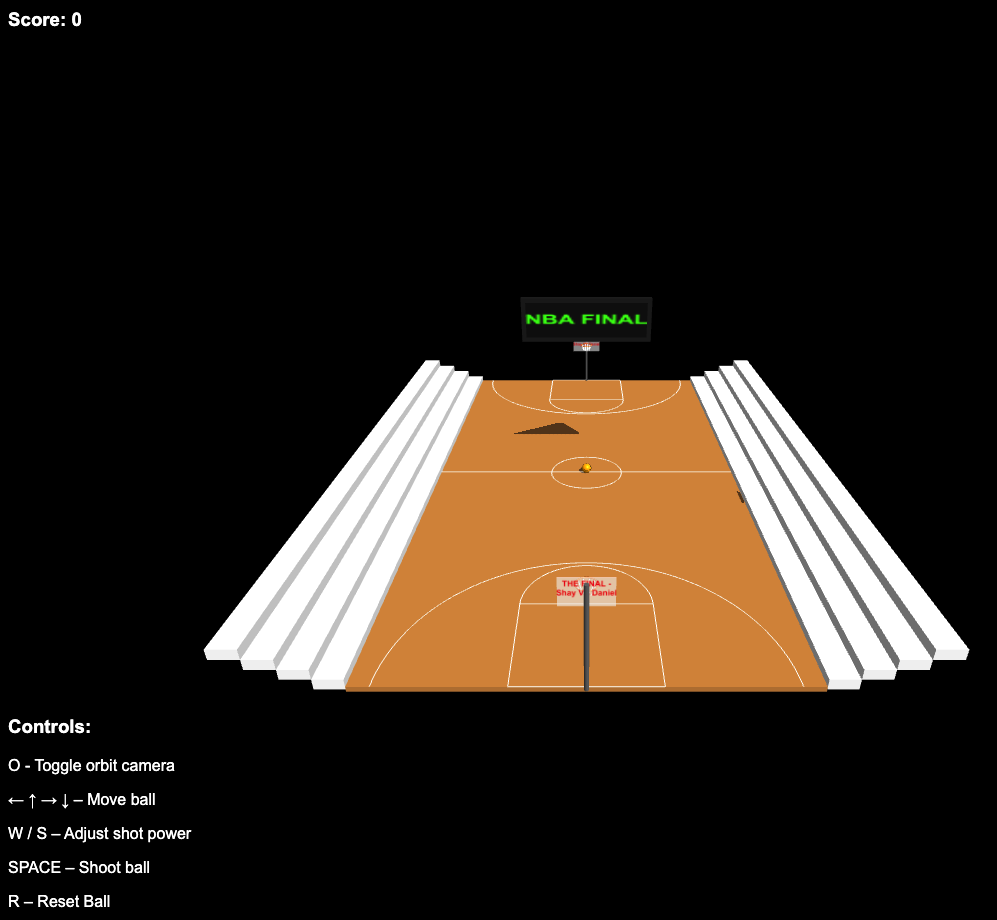 Score: 0
NBA FINAL
THE FINAL -
Shay VS Daniel
Controls:
O - Toggle orbit camera
← ↑ → ↓ – Move ball
W / S – Adjust shot power
SPACE – Shoot ball
R – Reset Ball